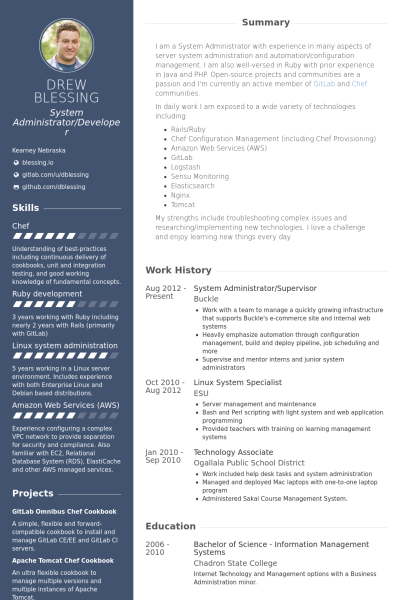 DREW
BLESSING
System
Administrator/Develope
r
Kearney Nebraska
blessing.io
gitlab.com/u/dblessing
github.com/dblessing
Skills
Chef
Understanding of best-practices
including continuous delivery of
cookbooks, unit and integration
testing, and good working
knowledge of fundamental concepts.
Ruby development
3 years working with Ruby including
nearly 2 years with Rails (primarily
with GitLab)
Linux system administration
5 years working in a Linux server
environment. Includes experience
with both Enterprise Linux and
Debian based distributions.
Amazon Web Services (AWS)
Experience configuring a complex
VPC network to provide separation
for security and compliance. Also
familiar with EC2, Relational
Database System (RDS), ElastiCache
and other AWS managed services.
Projects
GitLab Omnibus Chef Cookbook
A simple, flexible and forward-
compatible cookbook to install and
manage GitLab CE/EE and GitLab CI
servers.
Apache Tomcat Chef Cookbook
An ultra flexible cookbook to
manage multiple versions and
multiple instances of Apache
Tomcat.
Summary
I am a System Administrator with experience in many aspects of
server system administration and automation/configuration
management. I am also well-versed in Ruby with prior experience
in Java and PHP. Open-source projects and communities are a
passion and I'm currently an active member of GitLab and Chef
communities.
In daily work I am exposed to a wide variety of technologies
including
Rails/Ruby
Chef Configuration Management (including Chef Provisioning)
Amazon Web Services (AWS)
GitLab
Logstash
Sensu Monitoring
Elasticsearch
Nginx
Tomcat
My strengths include troubleshooting complex issues and
researching/implementing new technologies. I love a challenge
and enjoy learning new things every day.
Work History
Aug 2012 -
Present
System Administrator/Supervisor
Buckle
Work with a team to manage a quickly growing infrastructure
that supports Buckle's e-commerce site and internal web
systems
Heavily emphasize automation through configuration
management, build and deploy pipeline, job scheduling and
more
Supervise and mentor interns and junior system
administrators
Oct 2010 -
Aug 2012
Linux System Specialist
ESU
Server management and maintenance
Bash and Perl scripting with light system and web application
programming
Provided teachers with training on learning management
systems
Jan 2010 -
Sep 2010
Technology Associate
Ogallala Public School District
Work included help desk tasks and system administration
Managed and deployed Mac laptops with one-to-one laptop
program
Administered Sakai Course Management System.
Education
2006 -
2010
Bachelor of Science - Information Management
Systems
Chadron State College
Internet Technology and Management options with a Business
Administration minor.